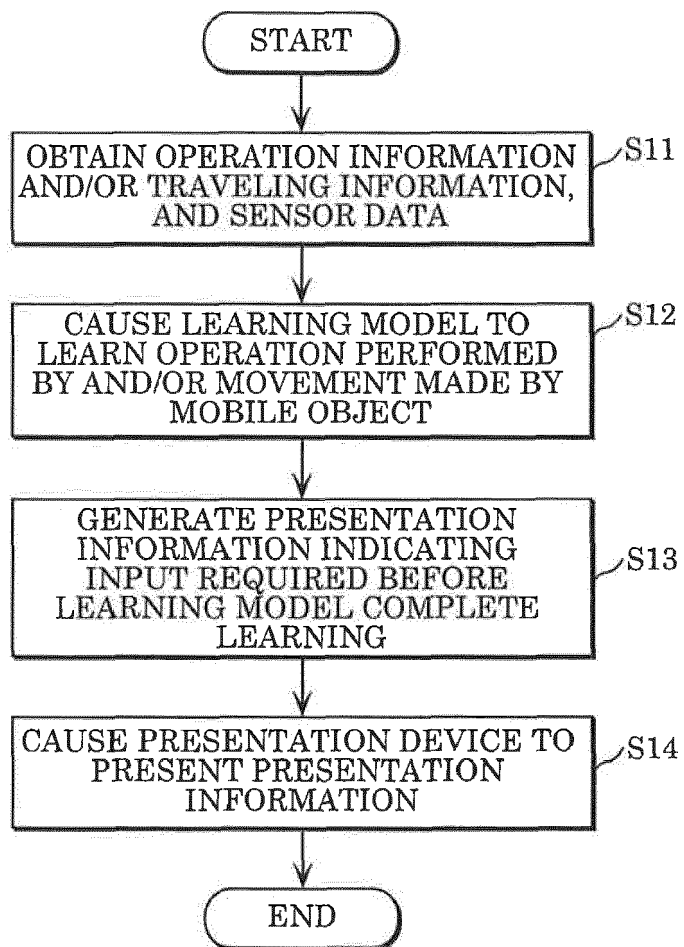 START
OBTAIN OPERATION INFORMATION
AND/OR TRAVELING INFORMATION,
AND SENSOR DATA
S11
CAUSE LEARNING MODEL TO
LEARN OPERATION PERFORMED
BY AND/OR MOVEMENT MADE BY
MOBILE OBJECT
S12
GENERATE PRESENTATION
INFORMATION INDICATING
INPUT REQUIRED BEFORE
LEARNING MODEL COMPLETE
LEARNING
S13
CAUSE PRESENTATION DEVICE TO
PRESENT PRESENTATION
INFORMATION
S14
END